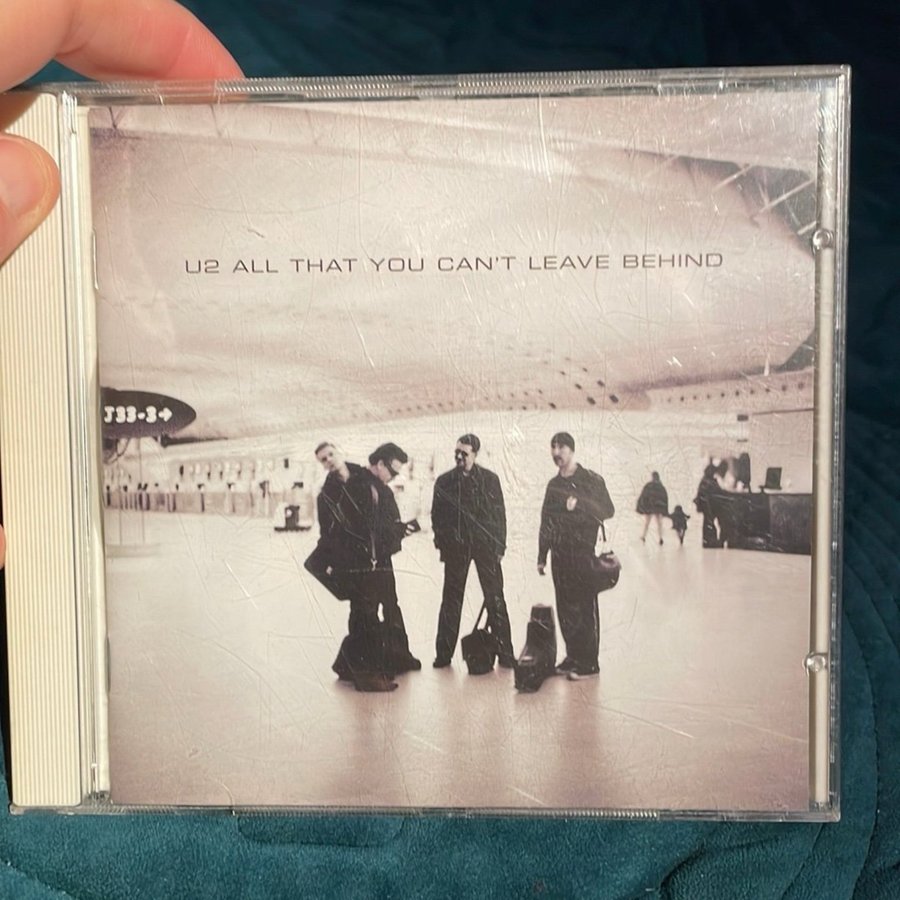 U2 ALL THAT YOU CAN'T LEAVE BEHIND
J33-3→